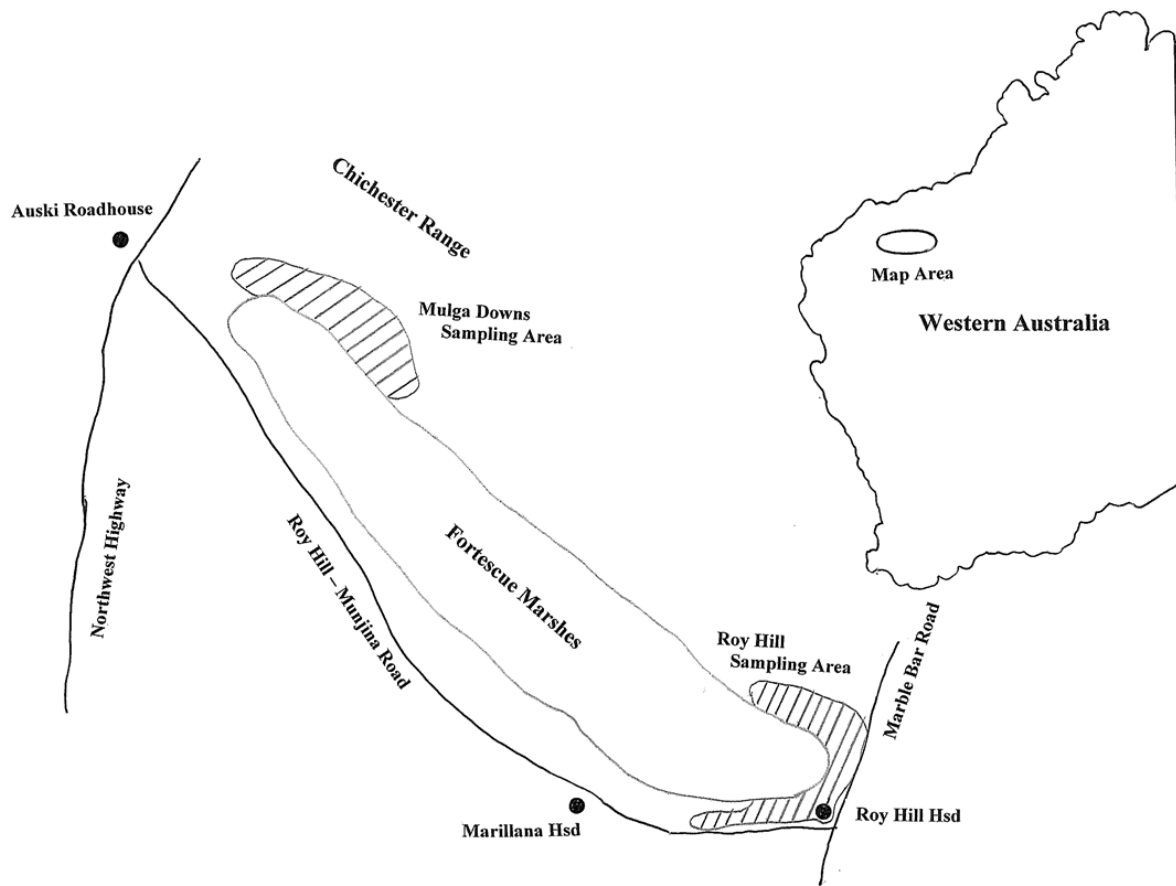 Auski Roadhouse
Chichester Range
Mulga Downs
Sampling Area
Map Area
Western Australia
Northwest Highway
Roy Hill – Munjina Road
Fortescue Marshes
Roy Hill
Sampling Area
Marble Bar Road
Marillana Hsd
Roy Hill Hsd